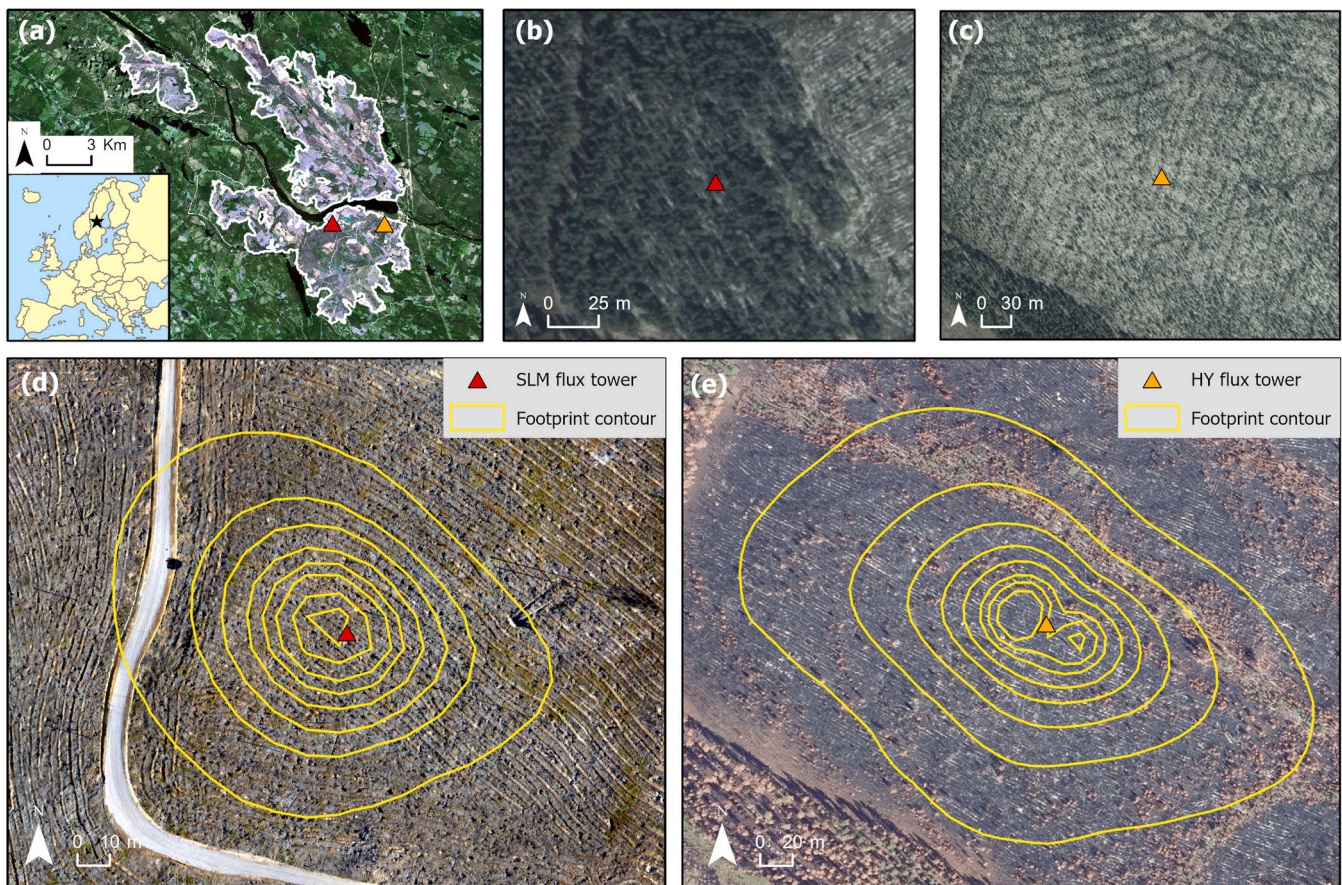 (a)
N
0 3 Km
(b)
N
0 25 m
(c)
N
0 30 m
(d)
SLM flux tower
Footprint contour
N
0 10 m
(e)
HY flux tower
Footprint contour
N
0 20 m